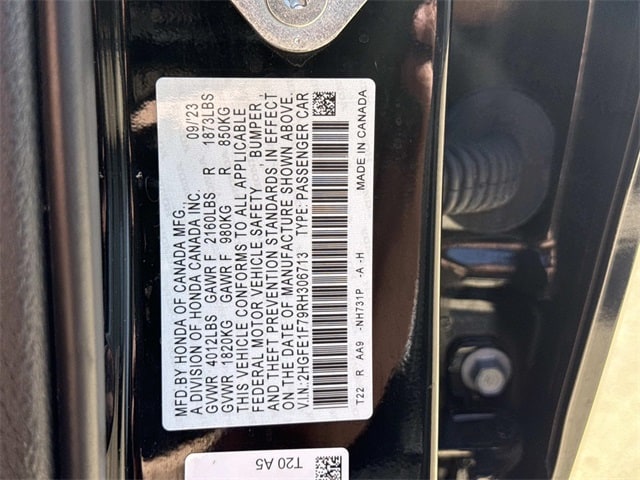 MFD.BY HONDA OF CANADA MFG.
A DIVISION OF HONDA CANADA INC. 09/'23
GVWR 4012LBS GAWR F 2160LBS R 1873LBS
GVWR 1820KG GAWR F 980KG R 850KG
THIS VEHICLE CONFORMS TO ALL APPLICABLE
FEDERAL MOTOR VEHICLE SAFETY , BUMPER ,
AND THEFT PREVENTION STANDARDS IN EFFECT
ON THE DATE OF MANUFACTURE SHOWN ABOVE.
V.I.N.:2HGFE1F79RH306713 TYPE: PASSENGER CAR
T22 R AA9 -NH731P -A -H MADE IN CANADA
T20 A5